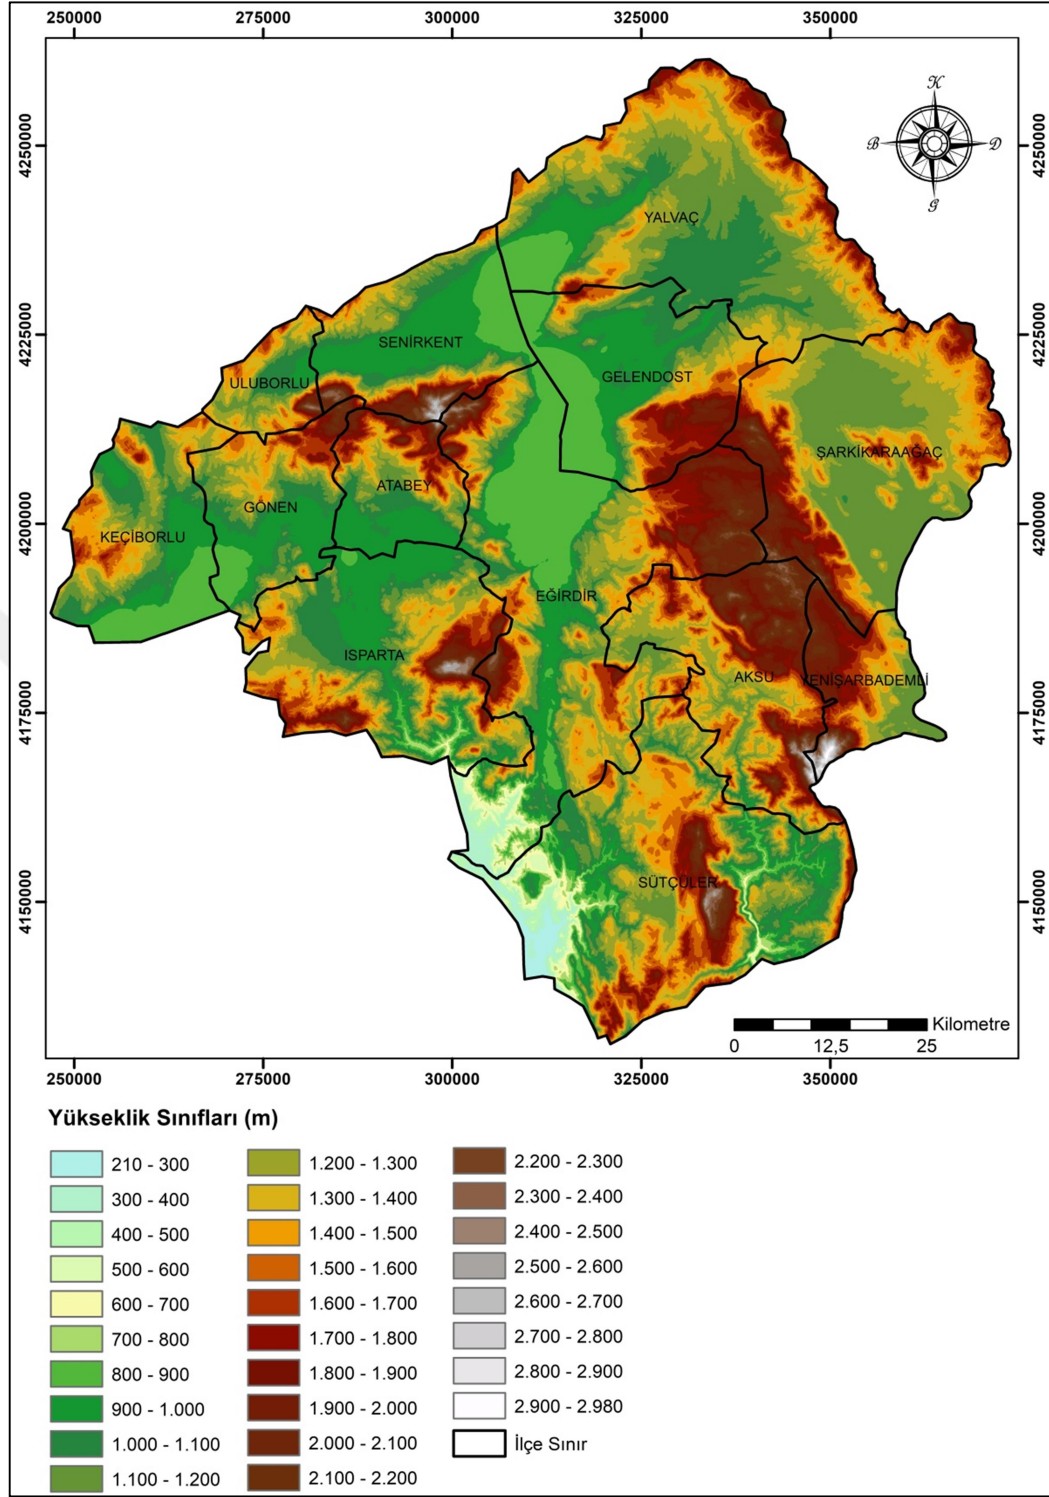 250000 275000 300000 325000 350000
K
B D
G
4250000 4250000
4225000 4225000
4200000 4200000
4175000 4175000
4150000 4150000
YALVAÇ
SENİRKENT
GELENDOST
ULUBORLU
ŞARKİKARAAĞAÇ
ATABEY
GÖNEN
KEÇİBORLU
EĞİRDİR
ISPARTA
AKSU
YENİŞARBADEMLİ
SÜTÇÜLER
Kilometre
0 12,5 25
250000 275000 300000 325000 350000
Yükseklik Sınıfları (m)
210 - 300
300 - 400
400 - 500
500 - 600
600 - 700
700 - 800
800 - 900
900 - 1.000
1.000 - 1.100
1.100 - 1.200
1.200 - 1.300
1.300 - 1.400
1.400 - 1.500
1.500 - 1.600
1.600 - 1.700
1.700 - 1.800
1.800 - 1.900
1.900 - 2.000
2.000 - 2.100
2.100 - 2.200
2.200 - 2.300
2.300 - 2.400
2.400 - 2.500
2.500 - 2.600
2.600 - 2.700
2.700 - 2.800
2.800 - 2.900
2.900 - 2.980
İlçe Sınır